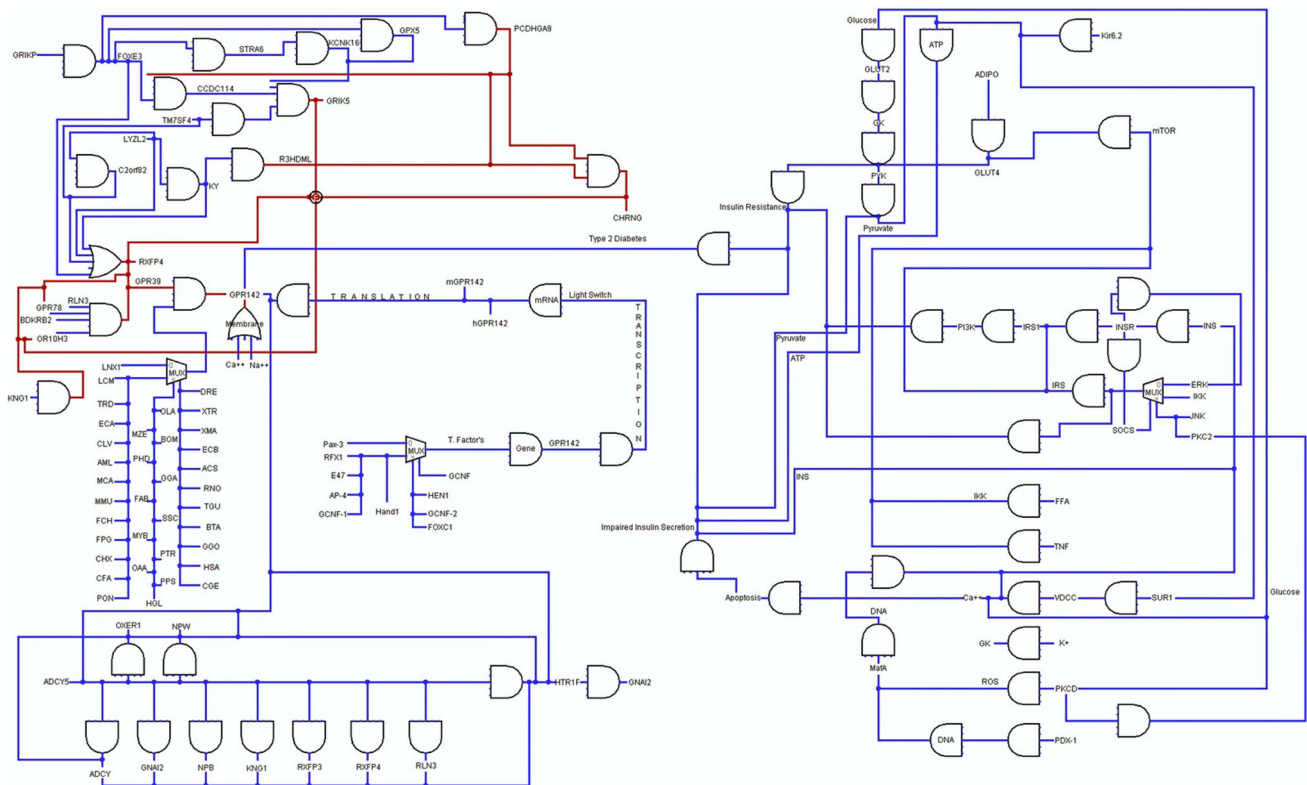 GRIKP
FOXE3
STRA6
KCNK16
GPX5
PCDHGA9
CCDC114
GRIK5
TM7SF4
LYZL2
C2orf82
KY
R3HDML
CHRNG
RXFP4
GPR78
RLN3
BDKRB2
OR10H3
KNG1
GPR39
GPR142
Membrane
Ca++
Na++
TRANSLATION
mGPR142
hGPR142
mRNA
Light Switch
TRANSCRIPTION
Type 2 Diabetes
LNX1
LCM
0
MUX
TRD
ECA
CLV
AML
MCA
MMU
FCH
FPG
CHX
CFA
PON
OLA
MZE
BOM
PHD
GGA
FAB
SSC
MYB
PTR
OAA
PPS
HGL
DRE
XTR
XMA
ECB
ACS
RNO
TGU
BTA
GGO
HSA
CGE
Pax-3
RFX1
0
MUX
E47
AP-4
GCNF-1
Hand1
GCNF
HEN1
GCNF-2
FOXC1
T. Factor's
Gene
GPR142
OXER1
NPW
ADCY5
HTR1F
GNAI2
ADCY
GNAI2
NPB
KNG1
RXFP3
RXFP4
RLN3
Glucose
ATP
Kir6.2
GLUT2
ADIPO
GK
mTOR
PYK
GLUT4
Insulin Resistance
Pyruvate
Pyruvate
ATP
PI3K
IRS1
INSR
INS
IRS
0
MUX
ERK
IKK
JNK
SOCS
PKC2
INS
IKK
FFA
TNF
Impaired Insulin Secretion
Apoptosis
Ca++
VDCC
SUR1
Glucose
DNA
GK
K+
MafA
ROS
PKCD
DNA
PDX-1